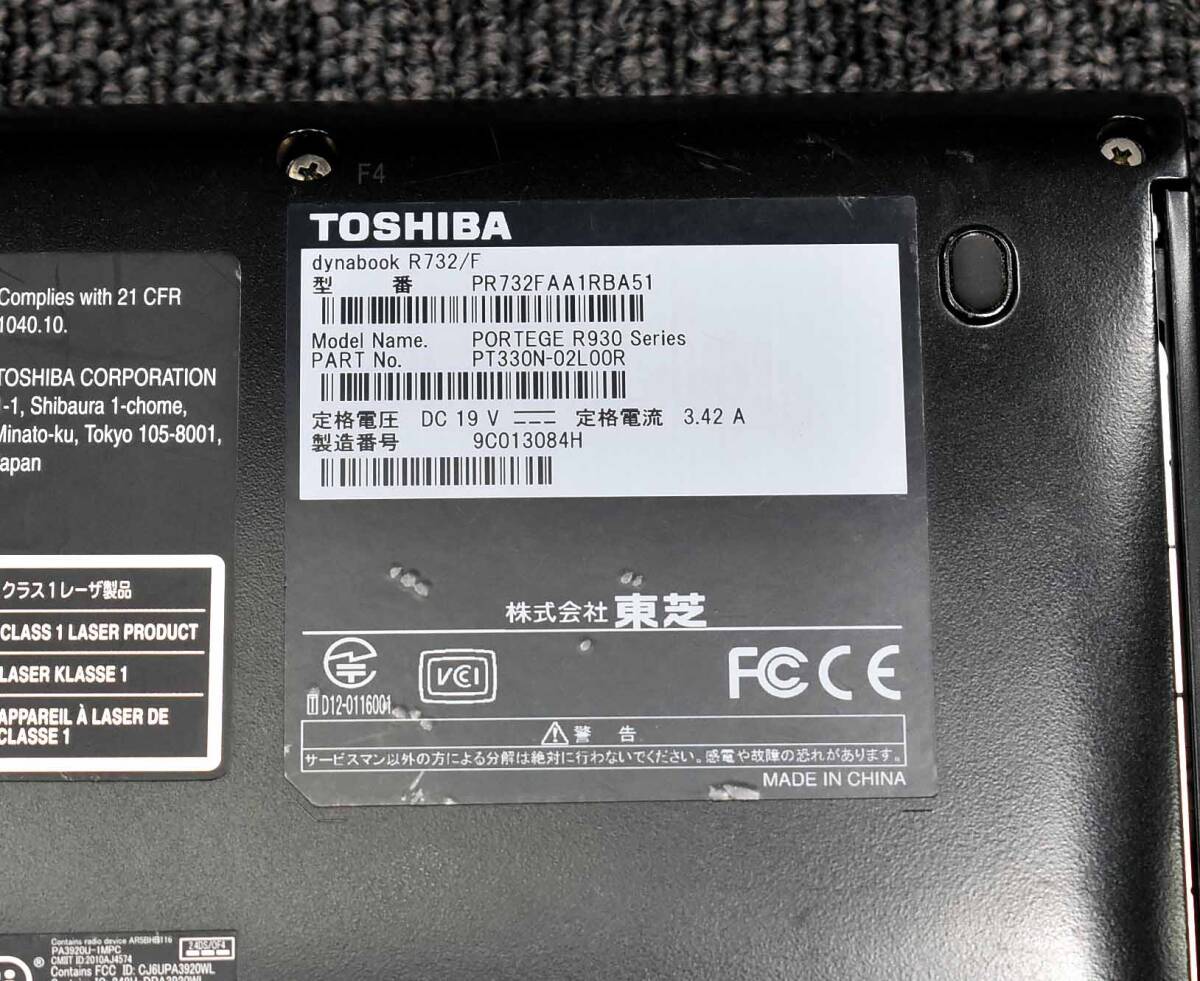 F4
TOSHIBA
dynabook R732/F
型 番 PR732FAA1RBA51
Model Name. PORTEGE R930 Series
PART No. PT330N-02L00R
定格電圧 DC 19 V 定格電流 3.42 A
製造番号 9C013084H
株式会社 東芝
VCI
FC CE
T D12-0116001
警 告
サービスマン以外の方による分解は絶対に行わないでください。感電や故障の恐れがあります。
MADE IN CHINA
Complies with 21 CFR
1040.10.
TOSHIBA CORPORATION
1-1, Shibaura 1-chome,
Minato-ku, Tokyo 105-8001,
Japan
クラス1レーザ製品
CLASS 1 LASER PRODUCT
LASER KLASSE 1
APPAREIL À LASER DE
CLASSE 1
Contains radio device AR5BHB116
PA3920U-1MPC
CMIIT ID:2010AJ4574
Contains FCC ID: CJ6UPA3920WL
2.4DS/OF4